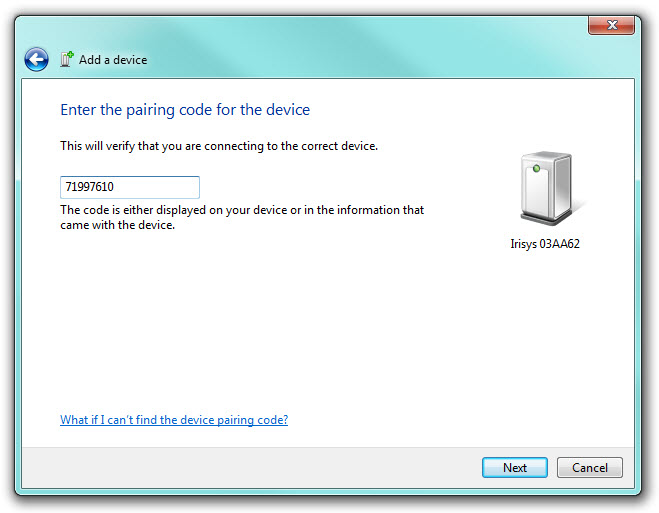 Add a device
Enter the pairing code for the device
This will verify that you are connecting to the correct device.
71997610
The code is either displayed on your device or in the information that
came with the device.
Irisys 03AA62
What if I can't find the device pairing code?
Next
Cancel